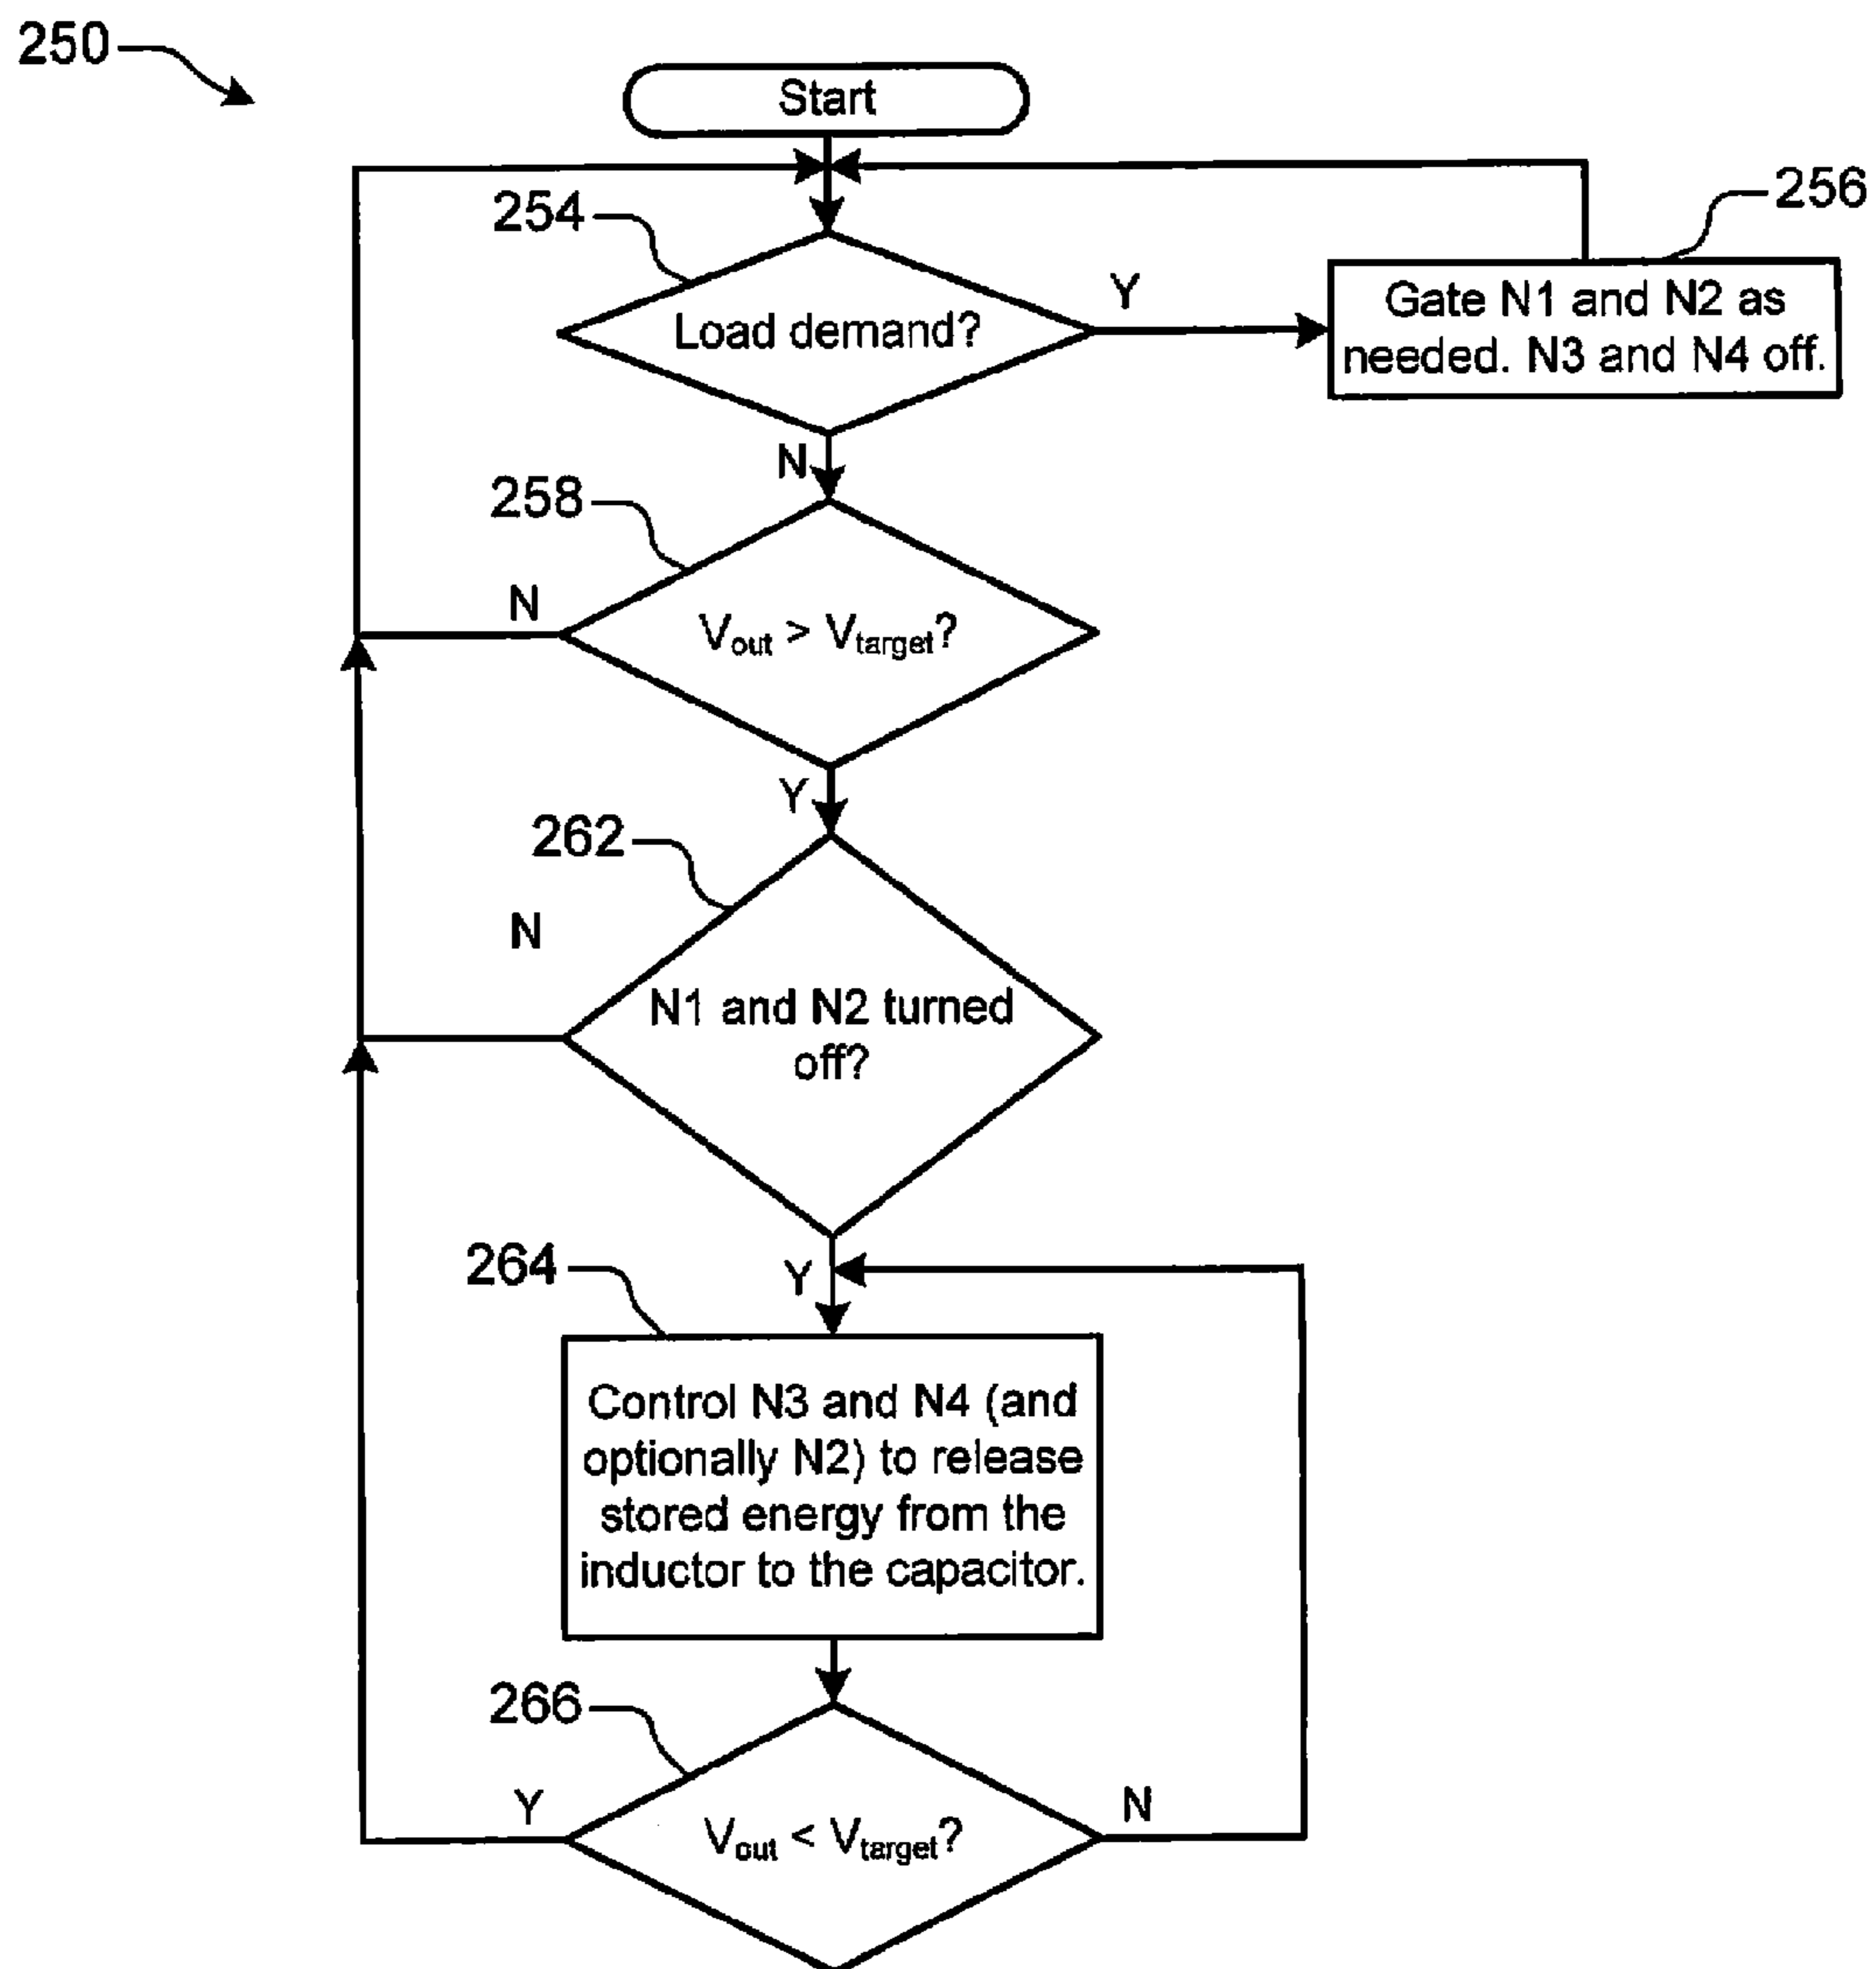 250
Start
254
256
Load demand?
Y
Gate N1 and N2 as
needed. N3 and N4 off.
N
258
N
Vout > Vtarget?
Y
262
N
N1 and N2 turned
off?
264
Y
Control N3 and N4 (and
optionally N2) to release
stored energy from the
inductor to the capacitor.
266
Y
Vout < Vtarget?
N